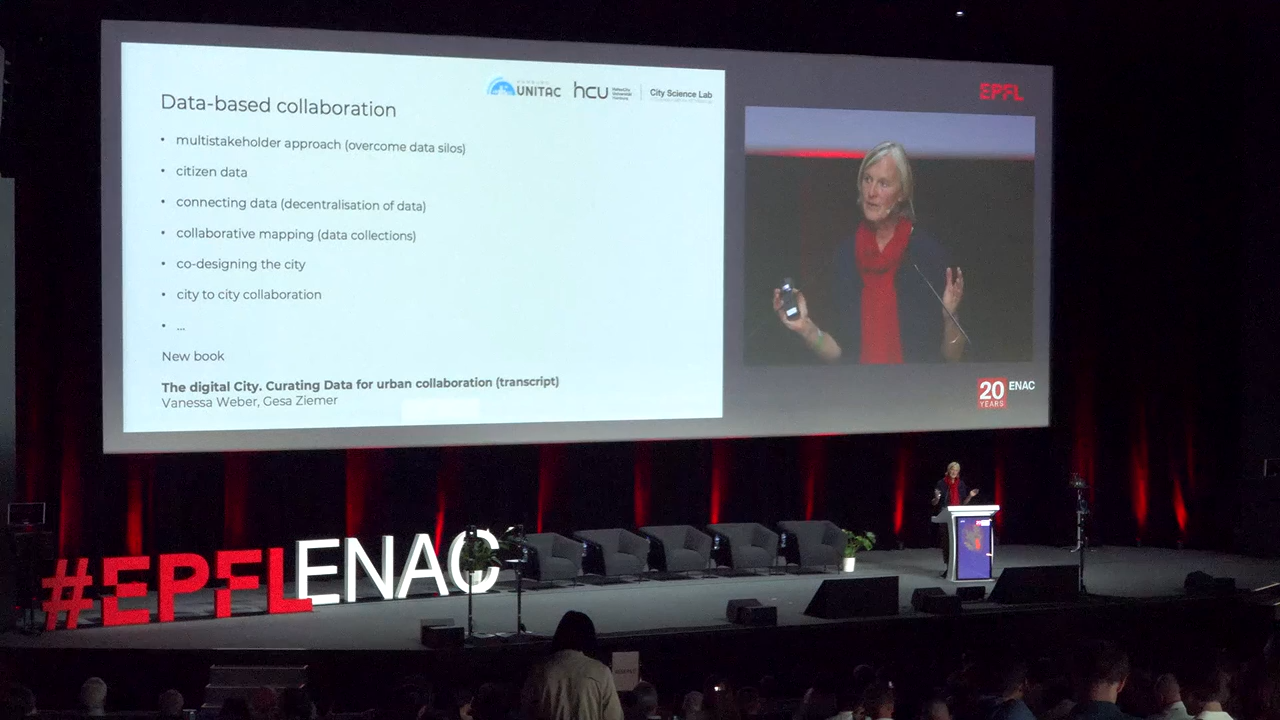 UNITAC
hcu
City Science Lab
EPFL
Data-based collaboration
• multistakeholder approach (overcome data silos)
• citizen data
• connecting data (decentralisation of data)
• collaborative mapping (data collections)
• co-designing the city
• city to city collaboration
• ...
New book
The digital City. Curating Data for urban collaboration (transcript)
Vanessa Weber, Gesa Ziemer
20 YEARS
ENAC
#EPFLENAC